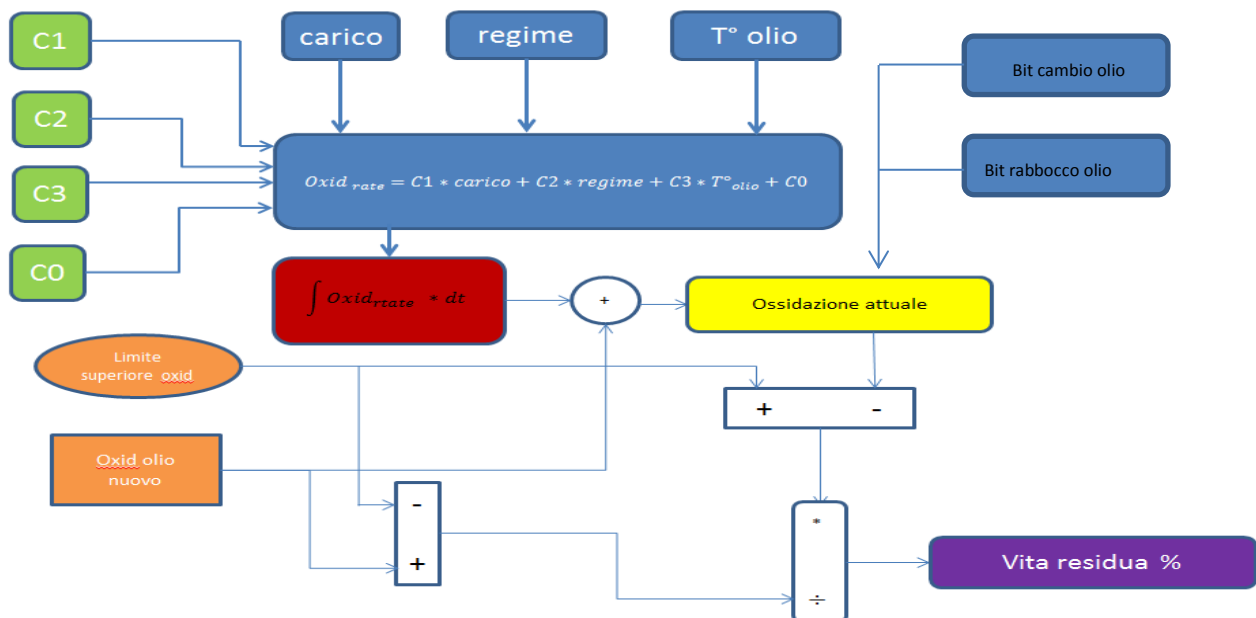 C1
carico
regime
T° olio
Bit cambio olio
C2
Oxid rate = C1 * carico + C2 * regime + C3 * T°olio + C0
Bit rabbocco olio
C3
C0
∫ Oxidrtate * dt
+
Ossidazione attuale
Limite
superiore oxid
+ -
Oxid olio
nuovo
-
+
*
÷
Vita residua %